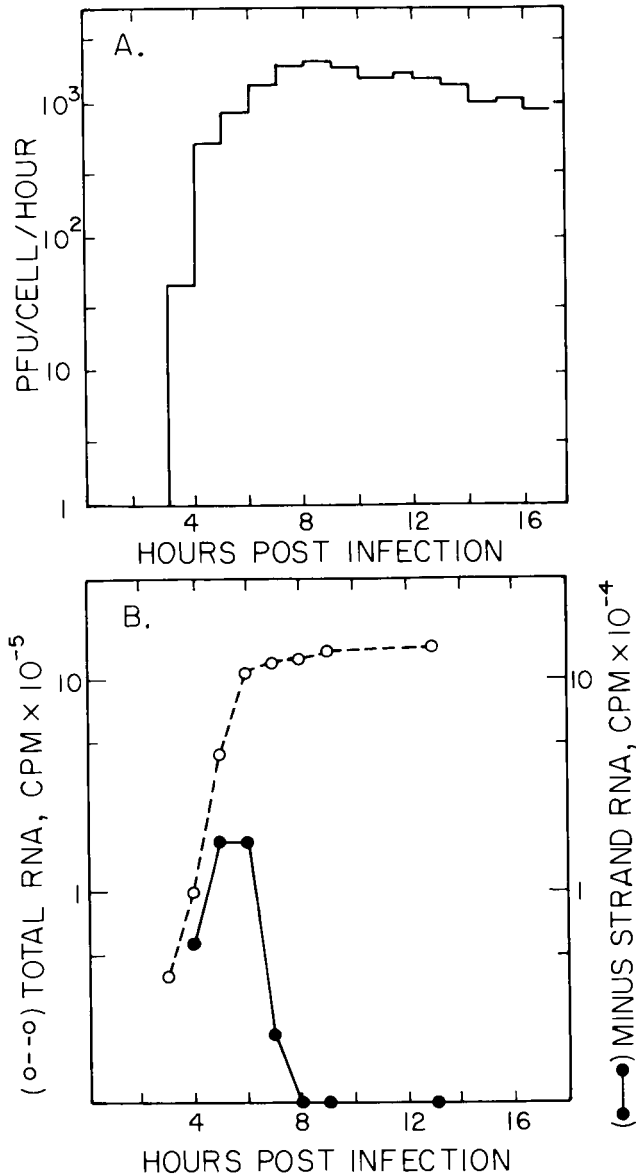 A.
PFU/CELL/HOUR
10³
10²
10
1
4 8 12 16
HOURS POST INFECTION
B.
(o--o) TOTAL RNA, CPM × 10⁻⁵
10
1
10
1
(●—●) MINUS STRAND RNA, CPM × 10⁻⁴
4 8 12 16
HOURS POST INFECTION